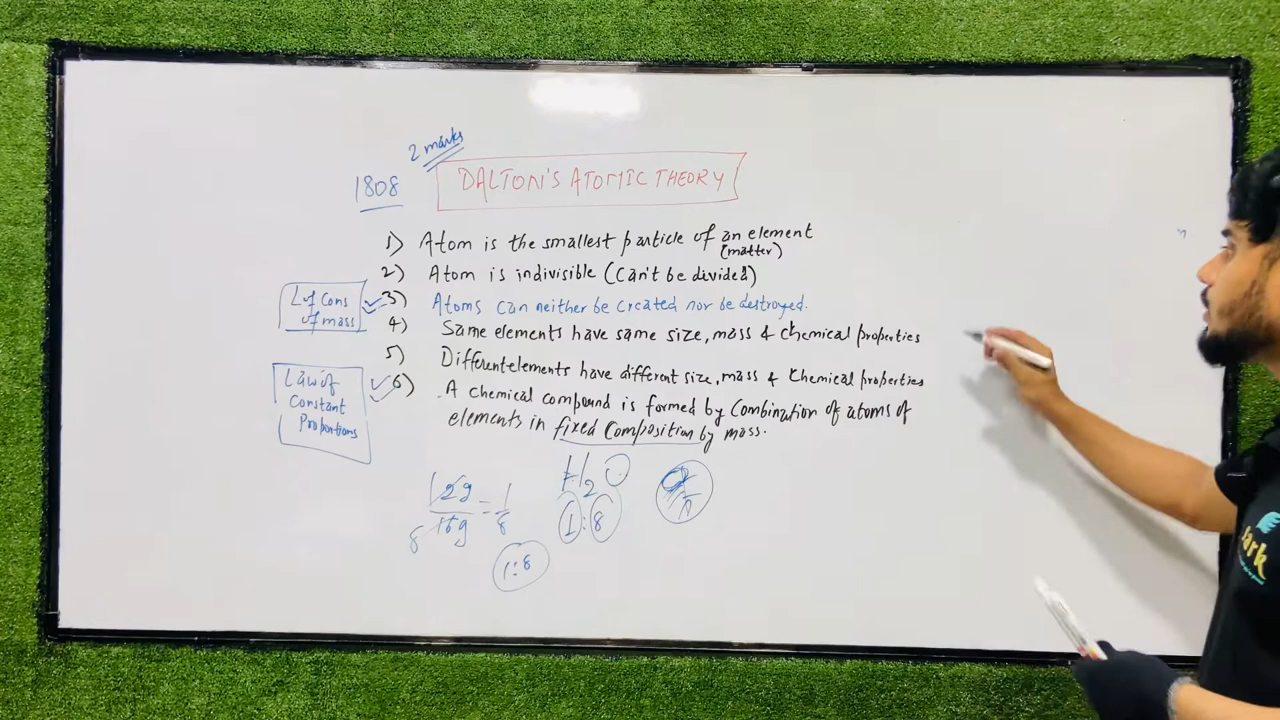 2 marks
1808
DALTON'S ATOMIC THEORY
1) Atom is the smallest particle of an element
(matter)
2) Atom is indivisible (Can't be divided)
L of Cons
of mass
3) Atoms can neither be created nor be destroyed.
4) Same elements have same size, mass & chemical properties
5) Different elements have different size, mass & chemical properties
Law of
Constant
Proportions
6) A chemical compound is formed by combination of atoms of
elements in fixed composition by mass.
H2O
1:8
2g
16g
8
= 1/8
1:8
ark